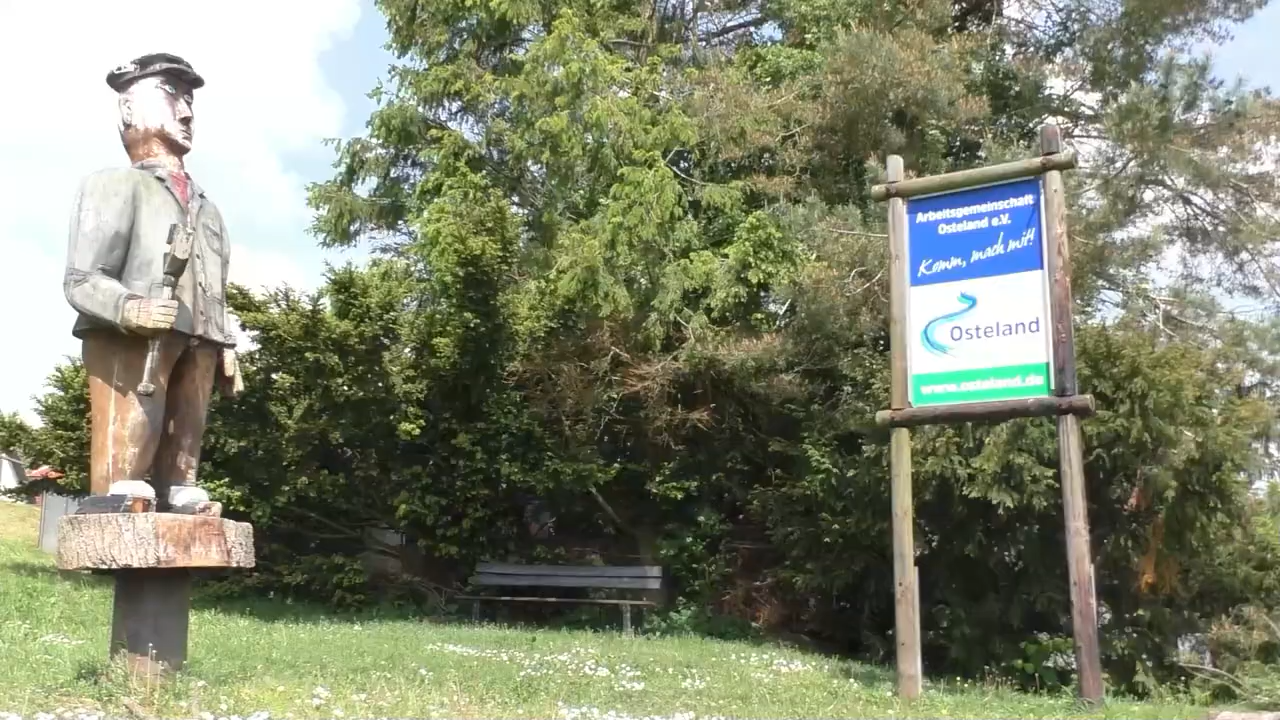 Arbeitsgemeinschaft
Osteland e.V.
Komm, mach mit!
Osteland
www.osteland.de